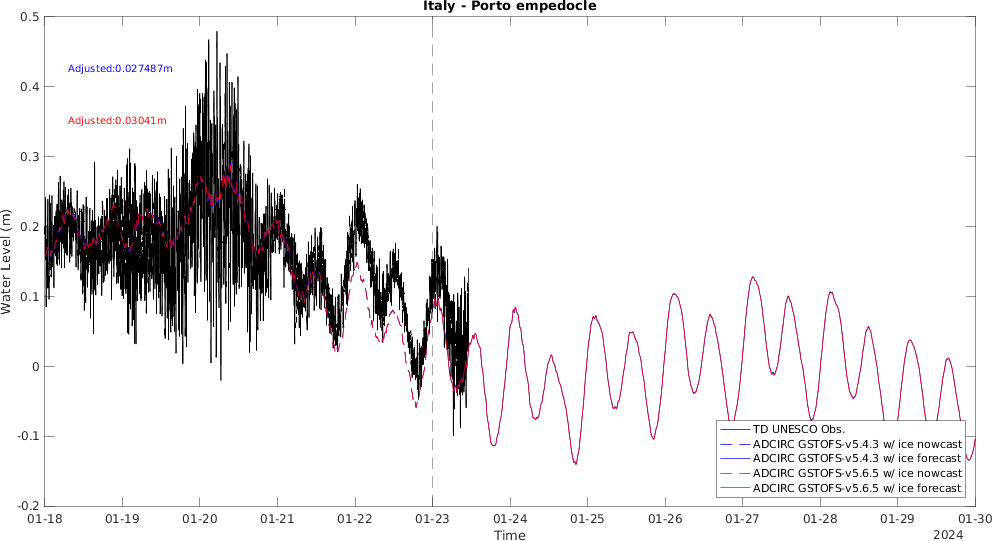 Italy - Porto empedocle
Water Level (m)
0.5
0.4
0.3
0.2
0.1
0
-0.1
-0.2
Adjusted:0.027487m
Adjusted:0.03041m
TD UNESCO Obs.
ADCIRC GSTOFS-v5.4.3 w/ ice nowcast
ADCIRC GSTOFS-v5.4.3 w/ ice forecast
ADCIRC GSTOFS-v5.6.5 w/ ice nowcast
ADCIRC GSTOFS-v5.6.5 w/ ice forecast
01-18 01-19 01-20 01-21 01-22 01-23 01-24 01-25 01-26 01-27 01-28 01-29 01-30
Time
2024